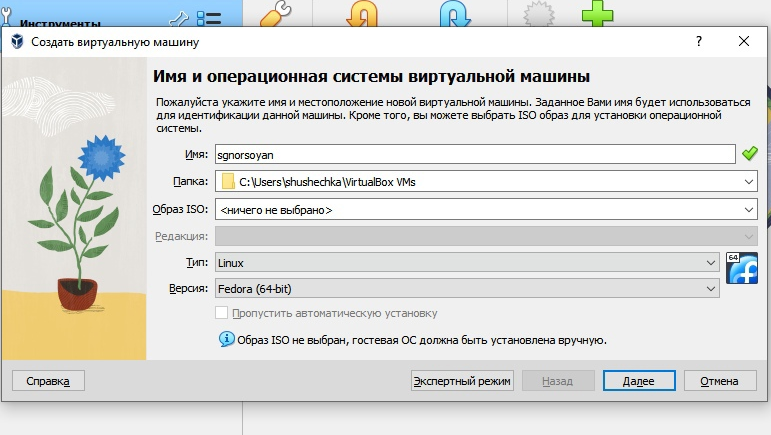 Инструменты
Создать виртуальную машину
?
Имя и операционная системы виртуальной машины
Пожалуйста укажите имя и местоположение новой виртуальной машины. Заданное Вами имя будет использоваться
для идентификации данной машины. Кроме того, вы можете выбрать ISO образ для установки операционной
системы.
Имя: sgnorsoyan
Папка: C:\Users\shushechka\VirtualBox VMs
Образ ISO: <ничего не выбрано>
Редакция:
Тип: Linux
64
Версия: Fedora (64-bit)
Пропустить автоматическую установку
Образ ISO не выбран, гостевая ОС должна быть установлена вручную.
Справка Экспертный режим Назад Далее Отмена